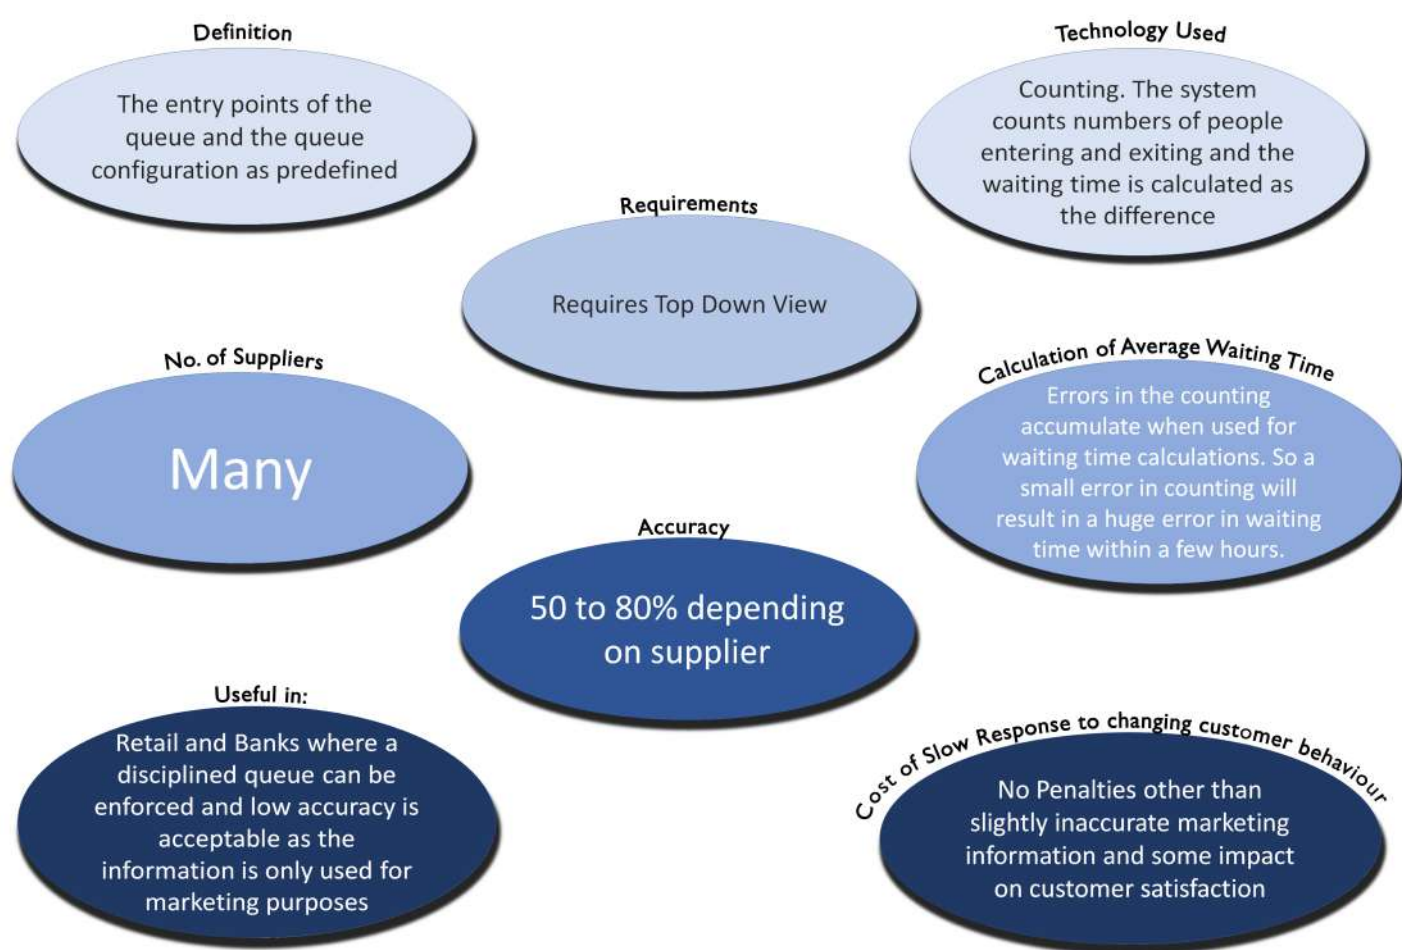 Definition
The entry points of the
queue and the queue
configuration as predefined
Technology Used
Counting. The system
counts numbers of people
entering and exiting and the
waiting time is calculated as
the difference
Requirements
Requires Top Down View
No. of Suppliers
Many
Calculation of Average Waiting Time
Errors in the counting
accumulate when used for
waiting time calculations. So a
small error in counting will
result in a huge error in waiting
time within a few hours.
Accuracy
50 to 80% depending
on supplier
Useful in:
Retail and Banks where a
disciplined queue can be
enforced and low accuracy is
acceptable as the
information is only used for
marketing purposes
Cost of Slow Response to changing customer behaviour
No Penalties other than
slightly inaccurate marketing
information and some impact
on customer satisfaction